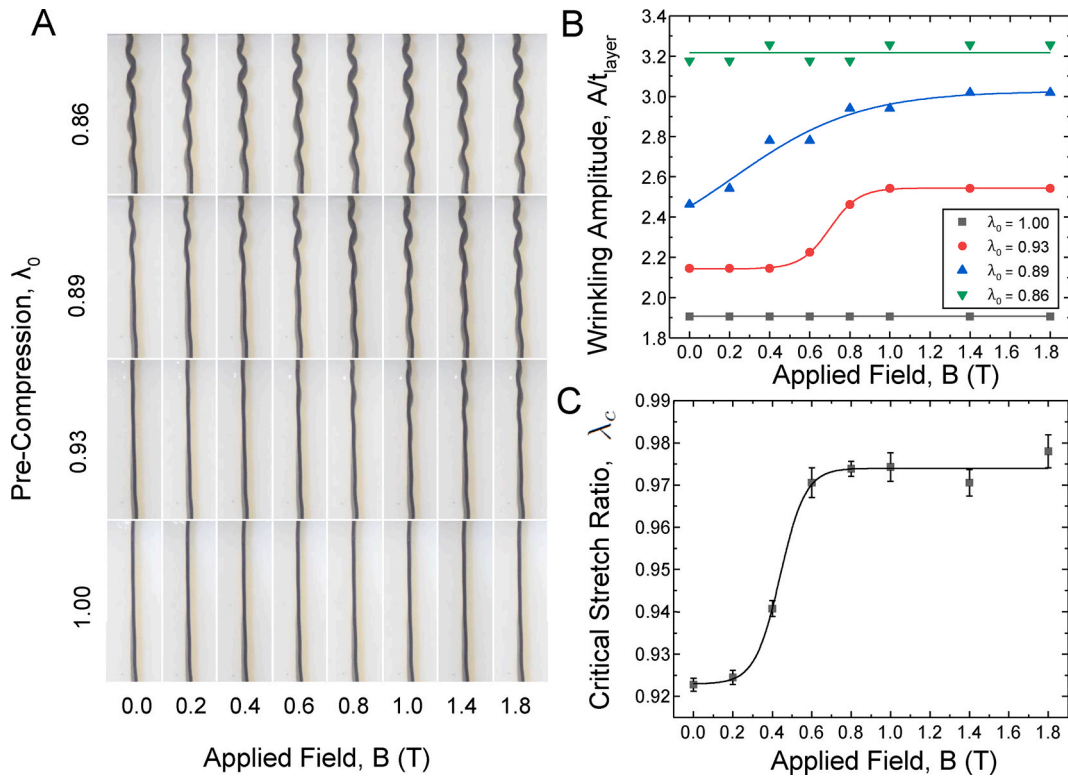 A
Pre-Compression, λ0
0.86
0.89
0.93
1.00
0.0 0.2 0.4 0.6 0.8 1.0 1.4 1.8
Applied Field, B (T)
B
Wrinkling Amplitude, A/tlayer
3.4
3.2
3.0
2.8
2.6
2.4
2.2
2.0
1.8
λ0 = 1.00
λ0 = 0.93
λ0 = 0.89
λ0 = 0.86
0.0 0.2 0.4 0.6 0.8 1.0 1.2 1.4 1.6 1.8
Applied Field, B (T)
C
Critical Stretch Ratio, λc
0.99
0.98
0.97
0.96
0.95
0.94
0.93
0.92
0.0 0.2 0.4 0.6 0.8 1.0 1.2 1.4 1.6 1.8
Applied Field, B (T)